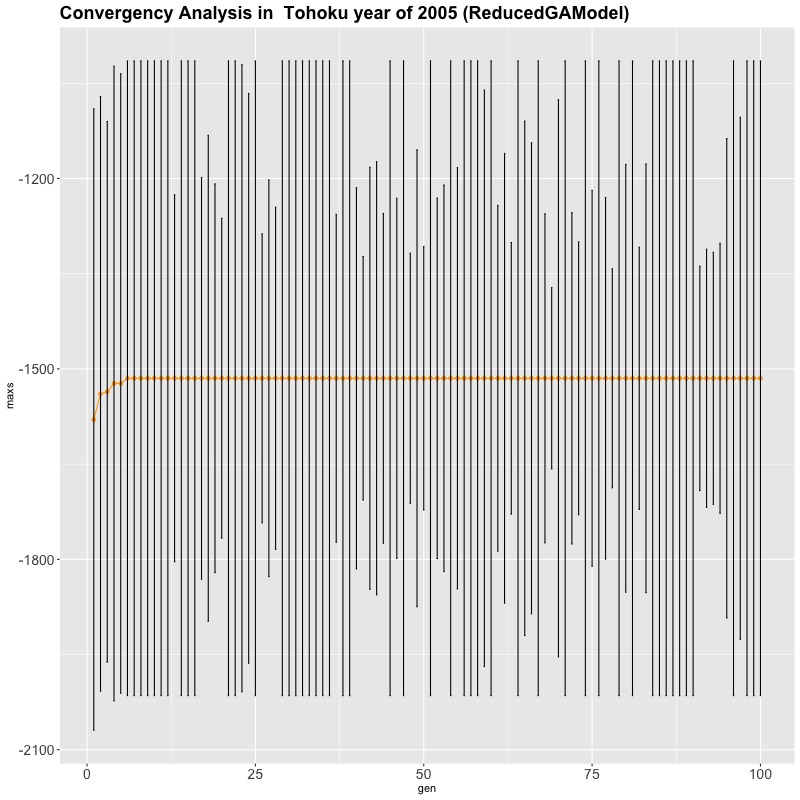 Convergency Analysis in  Tohoku year of 2005 (ReducedGAModel)
-1200
-1500
maxs
-1800
-2100
0 25 50 75 100
gen